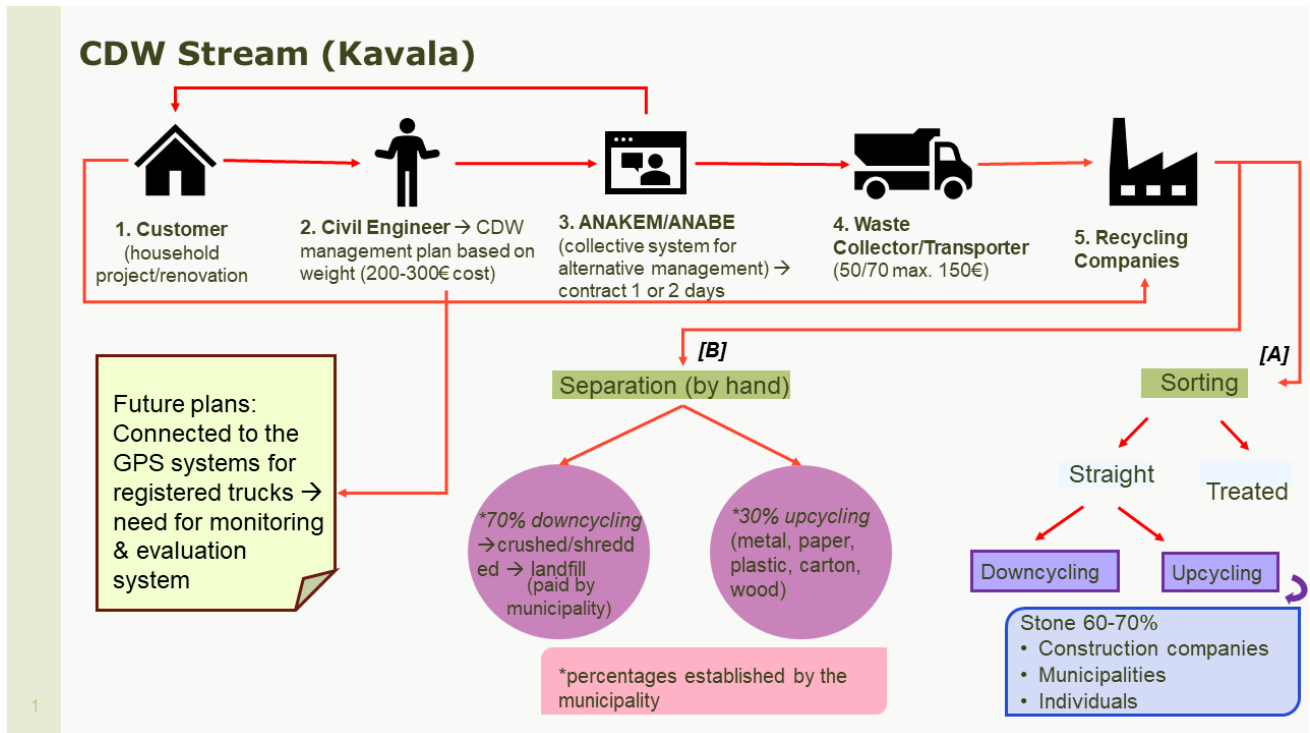 CDW Stream (Kavala)
1. Customer
(household
project/renovation
2. Civil Engineer → CDW
management plan based on
weight (200-300€ cost)
3. ANAKEM/ANABE
(collective system for
alternative management) →
contract 1 or 2 days
4. Waste
Collector/Transporter
(50/70 max. 150€)
5. Recycling
Companies
[B]
[A]
Separation (by hand)
Sorting
Future plans:
Connected to the
GPS systems for
registered trucks →
need for monitoring
& evaluation
system
*70% downcycling
→crushed/shredd
ed → landfill
(paid by
municipality)
*30% upcycling
(metal, paper,
plastic, carton,
wood)
Straight
Treated
Downcycling
Upcycling
Stone 60-70%
• Construction companies
• Municipalities
• Individuals
*percentages established by the
municipality
1